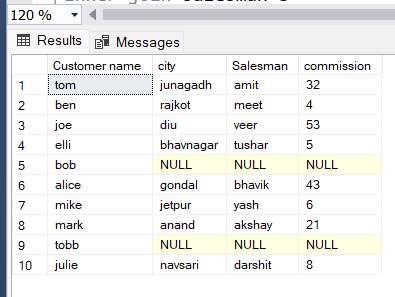 120 %
Results Messages
Customer name city Salesman commission
1 tom junagadh amit 32
2 ben rajkot meet 4
3 joe diu veer 53
4 elli bhavnagar tushar 5
5 bob NULL NULL NULL
6 alice gondal bhavik 43
7 mike jetpur yash 6
8 mark anand akshay 21
9 tobb NULL NULL NULL
10 julie navsari darshit 8